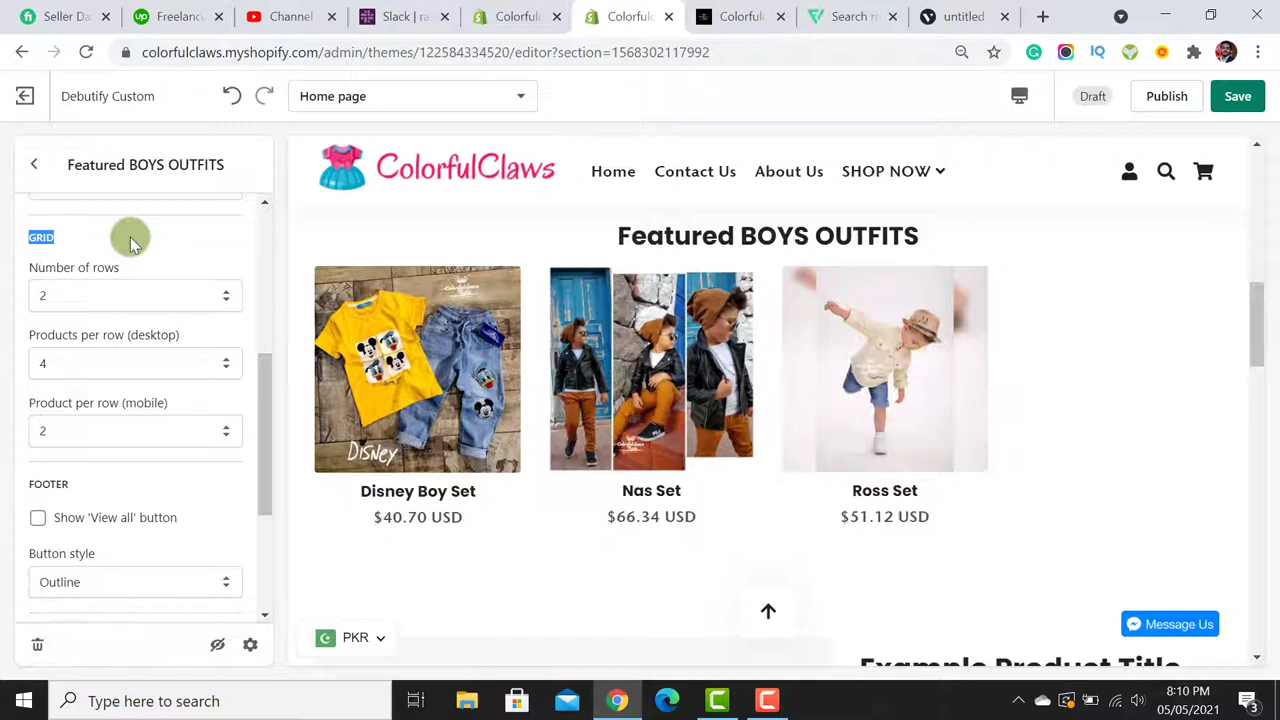 Seller Da
Freelance
Channel
Slack | ro
Colorfulc
Colorfulc
Colorfulc
Search re
untitled
colorfulclaws.myshopify.com/admin/themes/122584334520/editor?section=1568302117992
Debutify Custom
Home page
Draft
Publish
Save
Featured BOYS OUTFITS
GRID
Number of rows
2
Products per row (desktop)
4
Product per row (mobile)
2
FOOTER
Show 'View all' button
Button style
Outline
ColorfulClaws
Home
Contact Us
About Us
SHOP NOW
Featured BOYS OUTFITS
DISNEY
Disney Boy Set
$40.70 USD
Nas Set
$66.34 USD
Ross Set
$51.12 USD
PKR
Message Us
Example Product Title
Type here to search
8:10 PM
05/05/2021
3